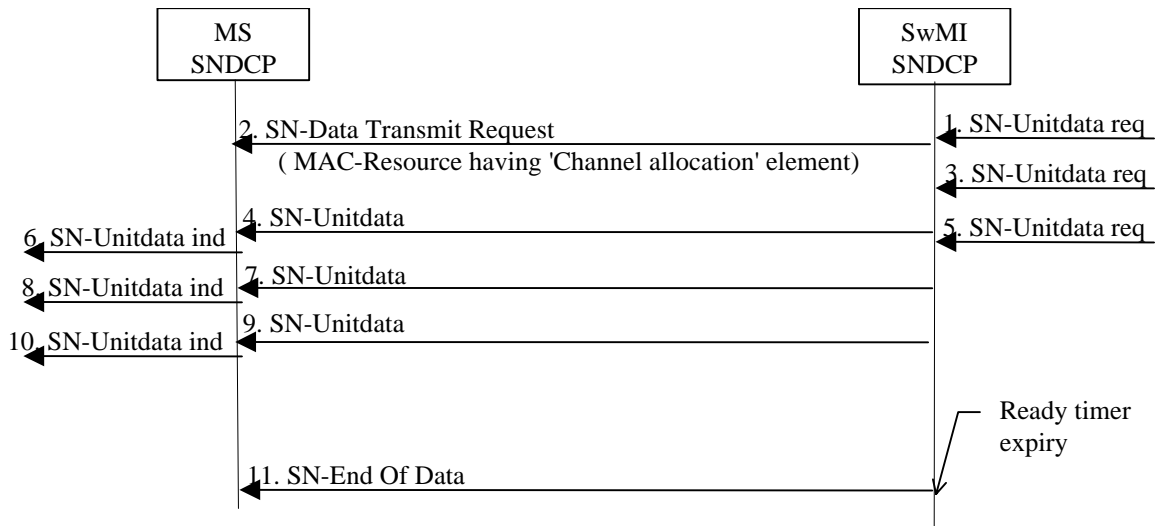 MS
SNDCP
SwMI
SNDCP
1. SN-Unitdata req
2. SN-Data Transmit Request
( MAC-Resource having 'Channel allocation' element)
3. SN-Unitdata req
4. SN-Unitdata
5. SN-Unitdata req
6. SN-Unitdata ind
7. SN-Unitdata
8. SN-Unitdata ind
9. SN-Unitdata
10. SN-Unitdata ind
Ready timer
expiry
11. SN-End Of Data